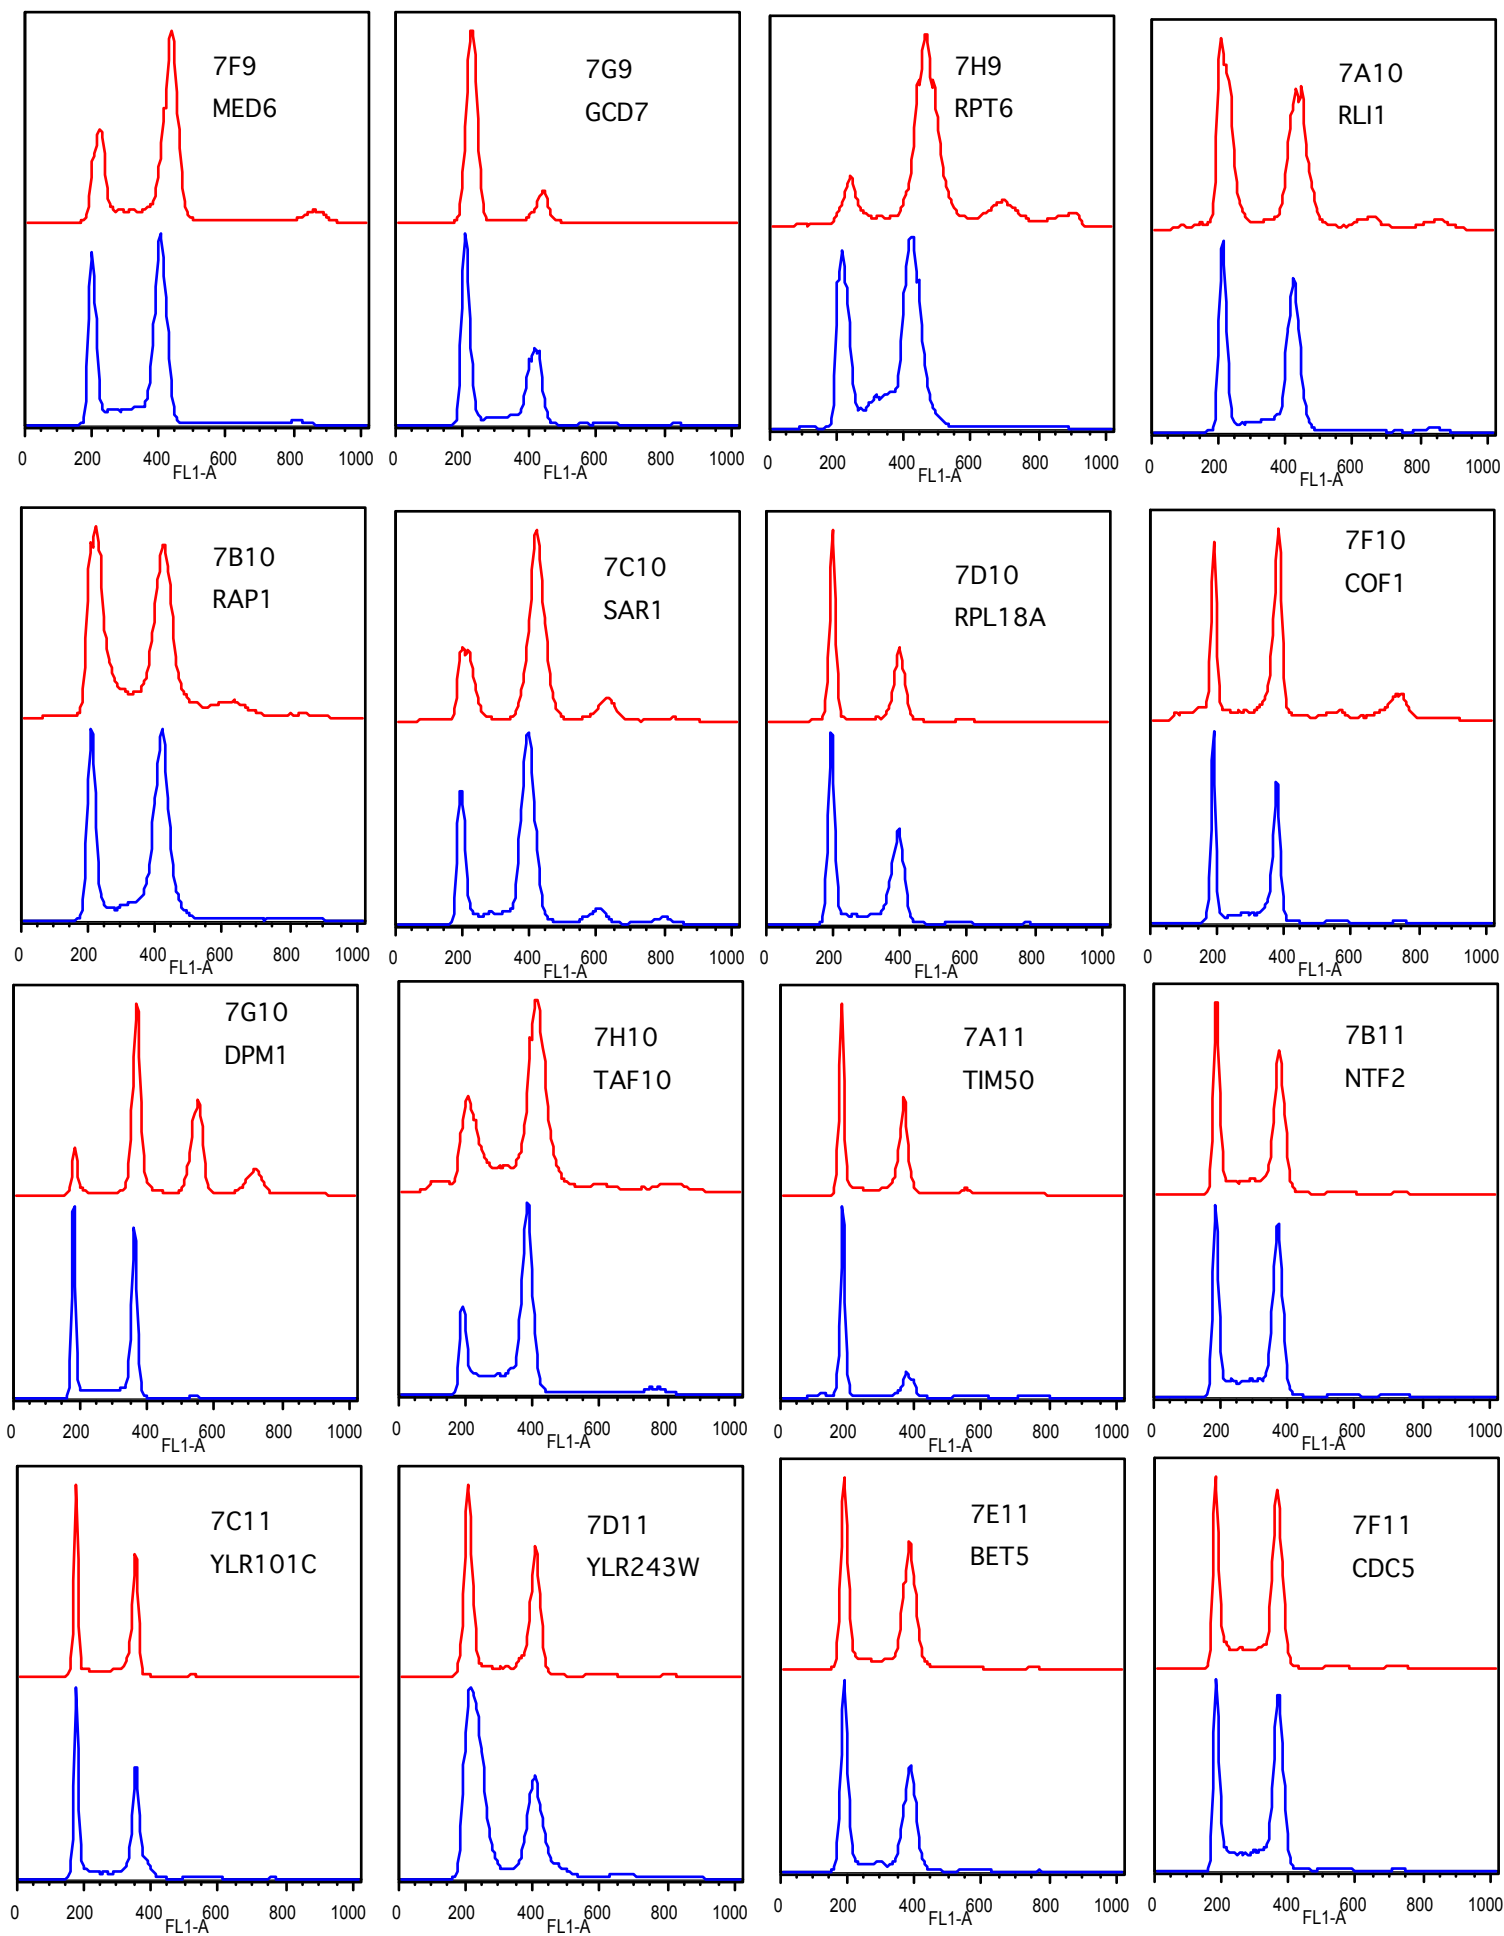 7F9
MED6
0 200 400 600 800 1000
FL1-A
7G9
GCD7
0 200 400 600 800 1000
FL1-A
7H9
RPT6
0 200 400 600 800 1000
FL1-A
7A10
RLI1
0 200 400 600 800 1000
FL1-A
7B10
RAP1
0 200 400 600 800 1000
FL1-A
7C10
SAR1
0 200 400 600 800 1000
FL1-A
7D10
RPL18A
0 200 400 600 800 1000
FL1-A
7F10
COF1
0 200 400 600 800 1000
FL1-A
7G10
DPM1
0 200 400 600 800 1000
FL1-A
7H10
TAF10
0 200 400 600 800 1000
FL1-A
7A11
TIM50
0 200 400 600 800 1000
FL1-A
7B11
NTF2
0 200 400 600 800 1000
FL1-A
7C11
YLR101C
0 200 400 600 800 1000
FL1-A
7D11
YLR243W
0 200 400 600 800 1000
FL1-A
7E11
BET5
0 200 400 600 800 1000
FL1-A
7F11
CDC5
0 200 400 600 800 1000
FL1-A